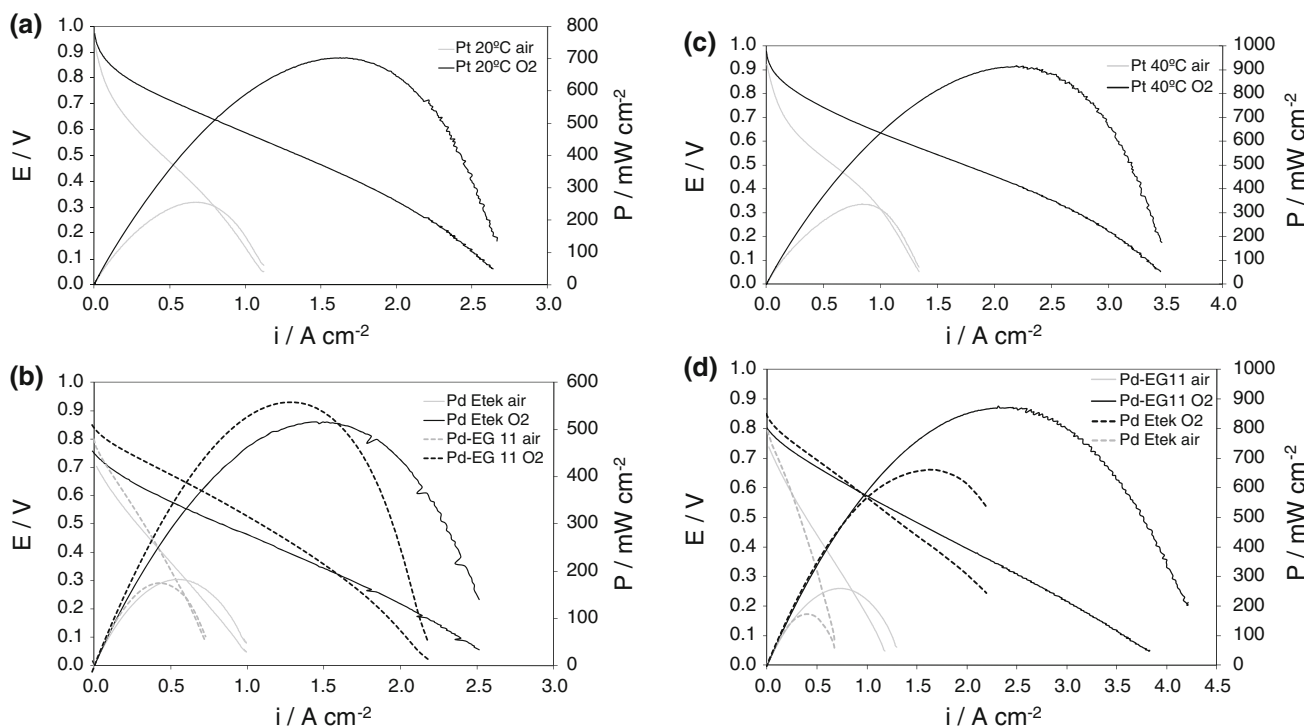 (a)
1.0
0.9
0.8
0.7
0.6
0.5
0.4
0.3
0.2
0.1
0.0
E / V
800
700
600
500
400
300
200
100
0
P / mW cm-2
Pt 20ºC air
Pt 20ºC O2
0.0 0.5 1.0 1.5 2.0 2.5 3.0
i / A cm-2
(c)
1.0
0.9
0.8
0.7
0.6
0.5
0.4
0.3
0.2
0.1
0.0
E / V
1000
900
800
700
600
500
400
300
200
100
0
P / mW cm-2
Pt 40ºC air
Pt 40ºC O2
0.0 0.5 1.0 1.5 2.0 2.5 3.0 3.5 4.0
i / A cm-2
(b)
1.0
0.9
0.8
0.7
0.6
0.5
0.4
0.3
0.2
0.1
0.0
E / V
600
500
400
300
200
100
0
P / mW cm-2
Pd Etek air
Pd Etek O2
Pd-EG 11 air
Pd-EG 11 O2
0.0 0.5 1.0 1.5 2.0 2.5 3.0
i / A cm-2
(d)
1.0
0.9
0.8
0.7
0.6
0.5
0.4
0.3
0.2
0.1
0.0
E / V
1000
900
800
700
600
500
400
300
200
100
0
P / mW cm-2
Pd-EG11 air
Pd-EG11 O2
Pd Etek O2
Pd Etek air
0.0 0.5 1.0 1.5 2.0 2.5 3.0 3.5 4.0 4.5
i / A cm-2